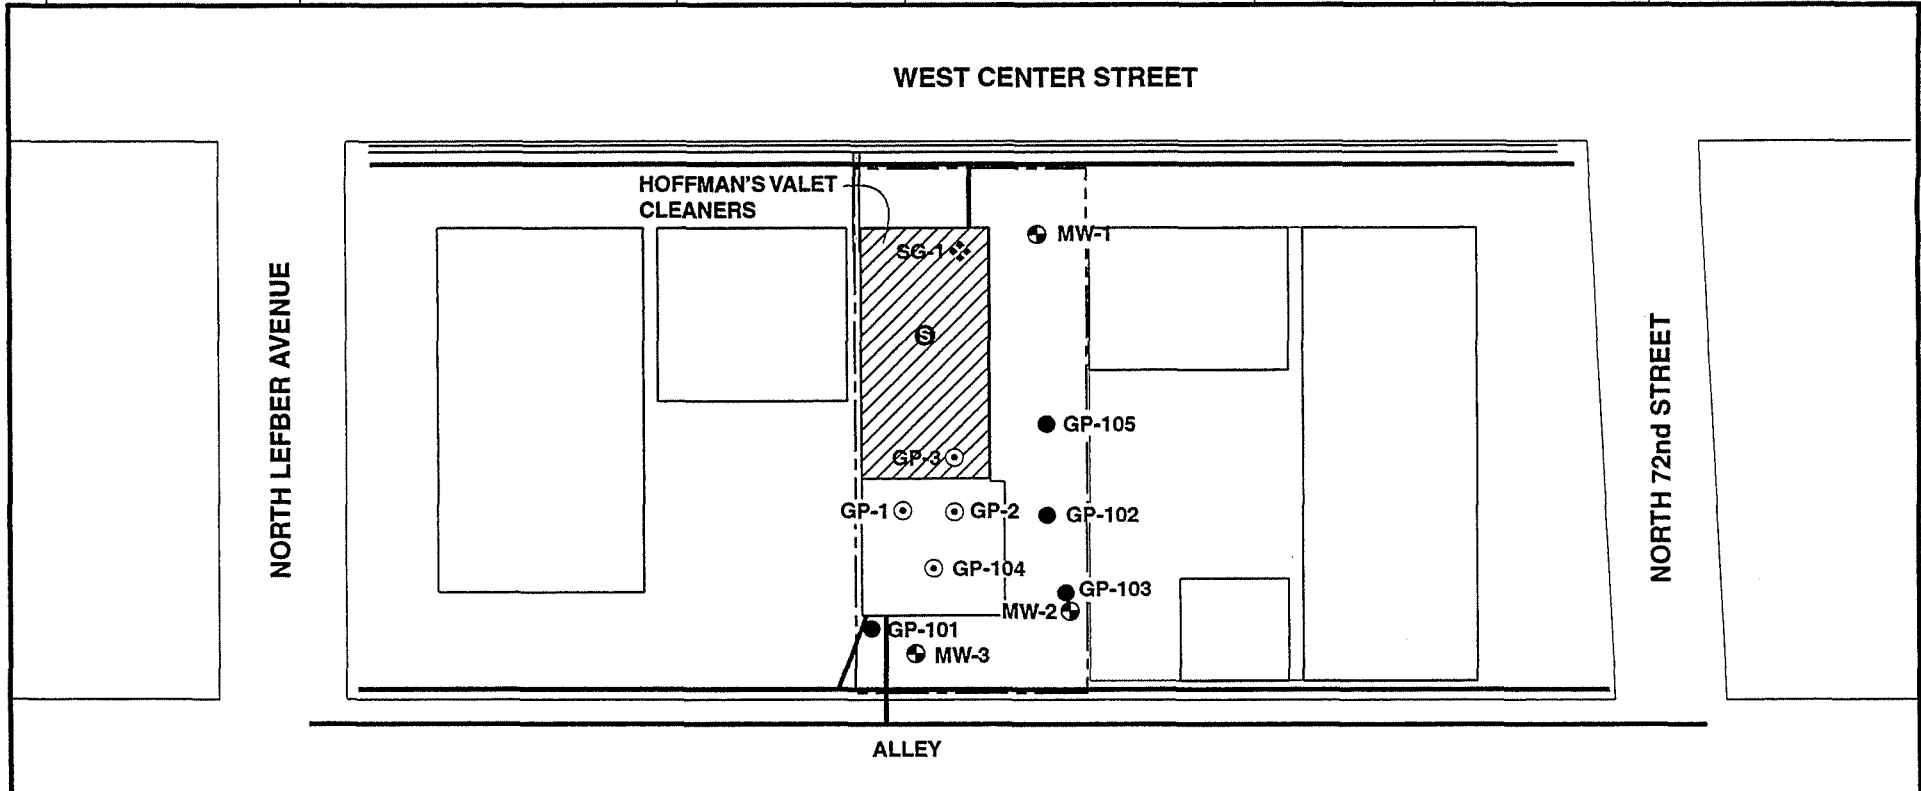 WEST CENTER STREET
HOFFMAN'S VALET
CLEANERS
MW-1
SG-1
S
NORTH LEFBER AVENUE
NORTH 72nd STREET
GP-105
GP-3
GP-1
GP-2
GP-102
GP-104
GP-103
MW-2
GP-101
MW-3
ALLEY